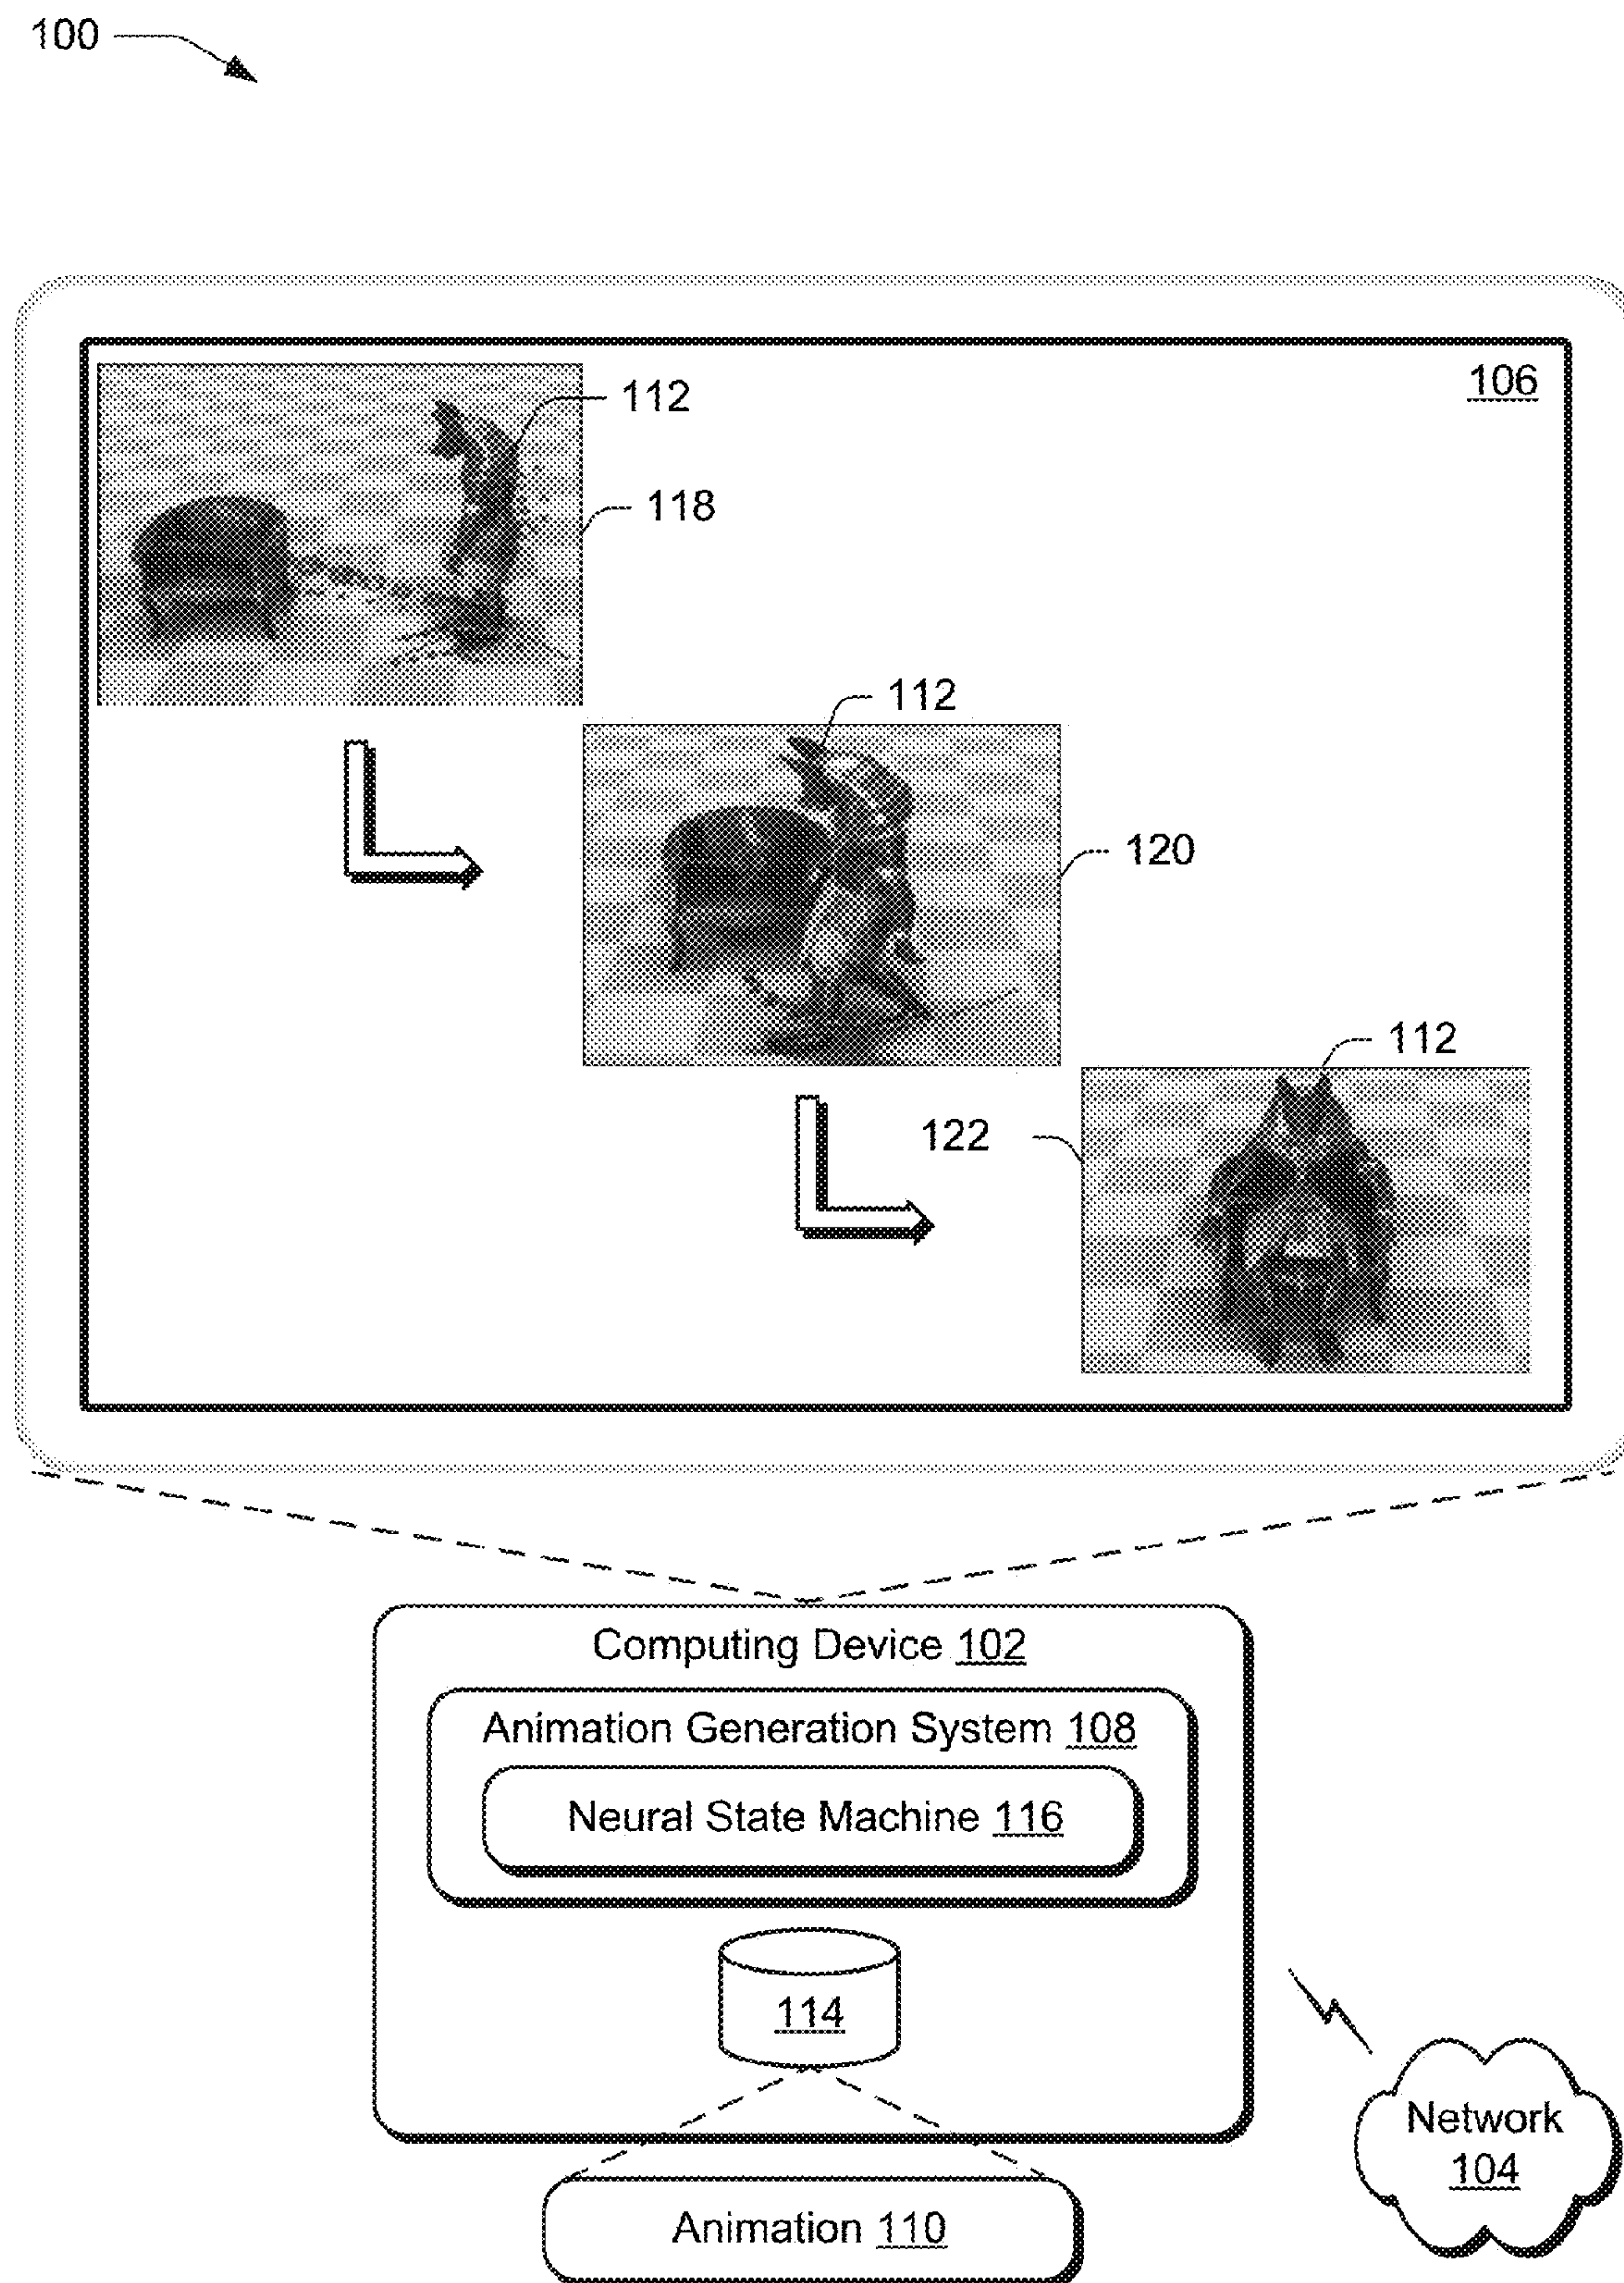 100
106
112
118
112
120
112
122
Computing Device 102
Animation Generation System 108
Neural State Machine 116
114
Network
104
Animation 110